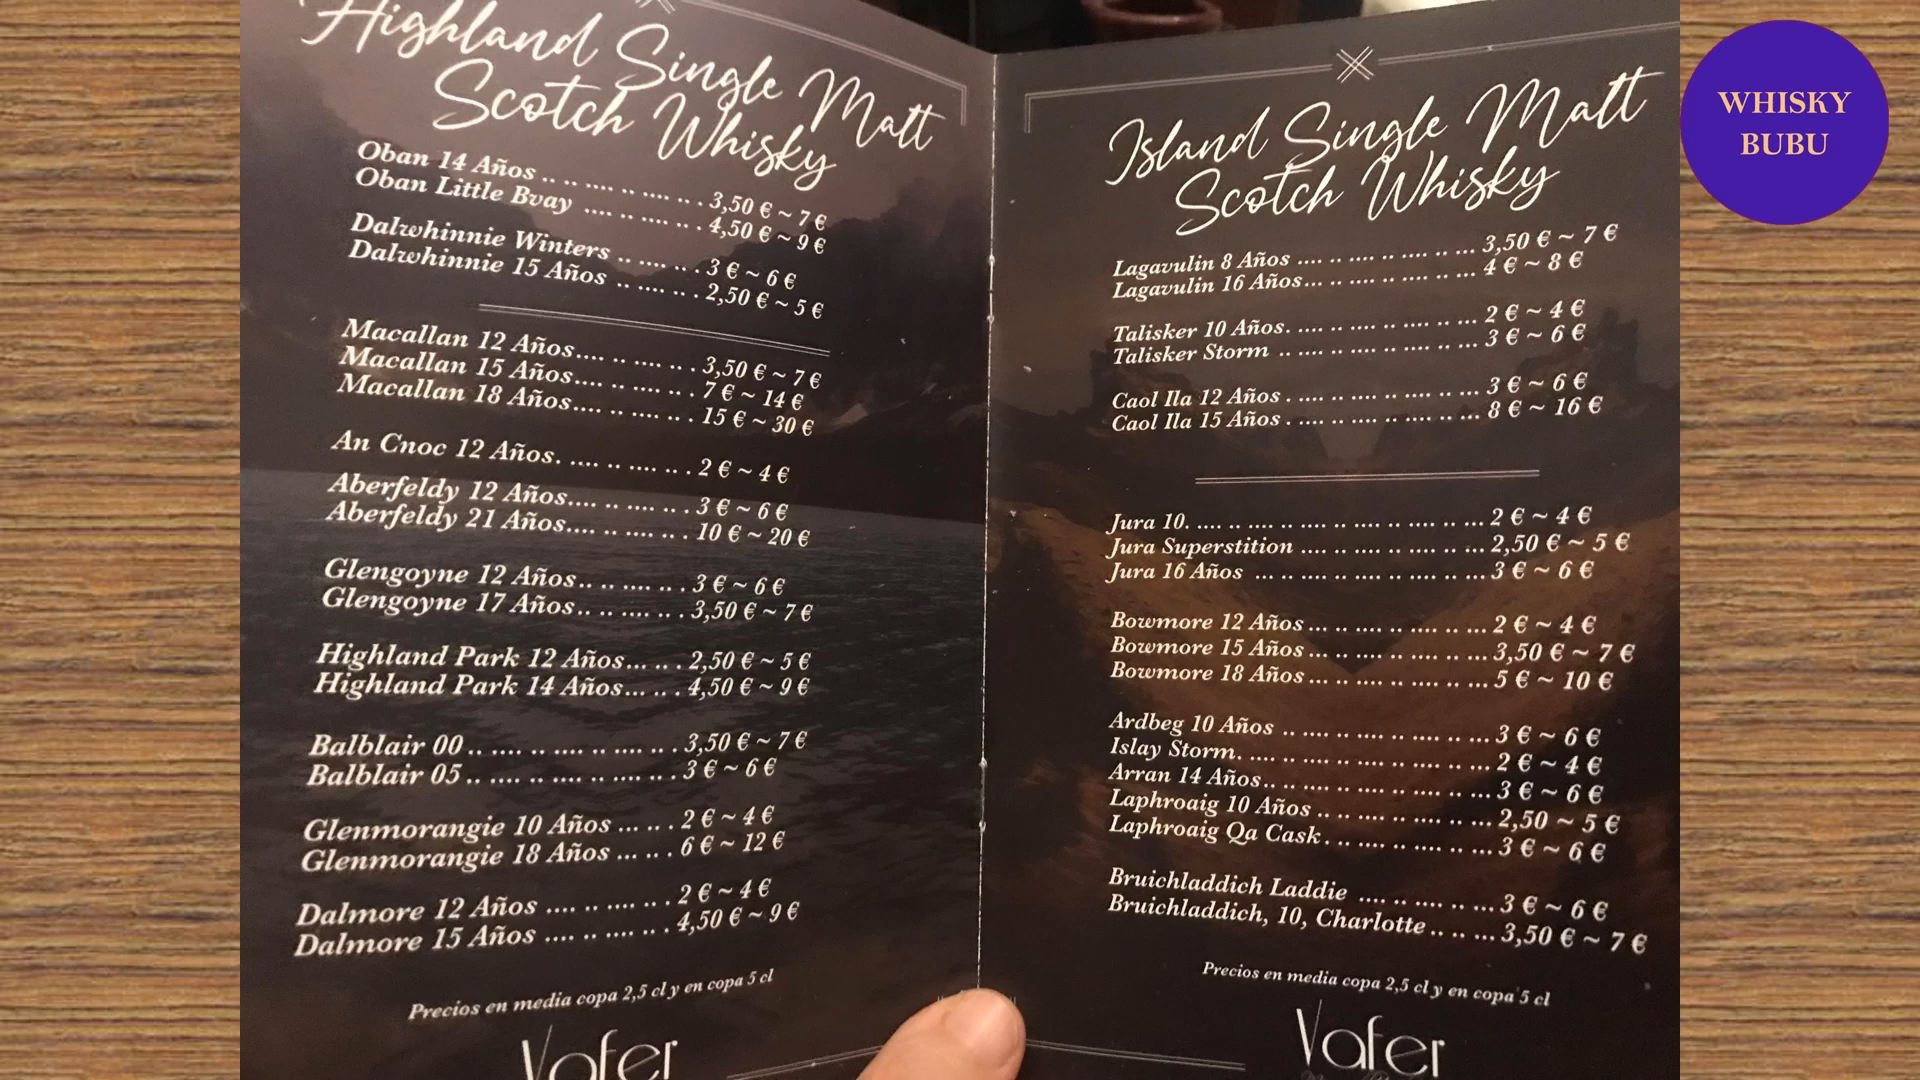 Highland Single Malt
Scotch Whisky
Oban 14 Años .. .. .... .. .... .. . 3,50 € ~ 7 €
Oban Little Bvay .... .. .... .. . 4,50 € ~ 9 €
Dalwhinnie Winters .. .... .. . 3 € ~ 6 €
Dalwhinnie 15 Años .. .... .. . 2,50 € ~ 5 €
Macallan 12 Años.... .. .... .. . 3,50 € ~ 7 €
Macallan 15 Años.... .. .... .. . 7 € ~ 14 €
Macallan 18 Años.... .. .... .. . 15 € ~ 30 €
An Cnoc 12 Años. .... .. .... .. . 2 € ~ 4 €
Aberfeldy 12 Años.... .. .... .. . 3 € ~ 6 €
Aberfeldy 21 Años.... .. .... .. . 10 € ~ 20 €
Glengoyne 12 Años.. .. .... .. . 3 € ~ 6 €
Glengoyne 17 Años.. .. .... .. . 3,50 € ~ 7 €
Highland Park 12 Años... .. . 2,50 € ~ 5 €
Highland Park 14 Años... .. . 4,50 € ~ 9 €
Balblair 00 .. .... .. .... .. .... .. . 3,50 € ~ 7 €
Balblair 05 .. .... .. .... .. .... .. . 3 € ~ 6 €
Glenmorangie 10 Años ... .. . 2 € ~ 4 €
Glenmorangie 18 Años ... .. . 6 € ~ 12 €
Dalmore 12 Años .... .. .... .. . 2 € ~ 4 €
Dalmore 15 Años .... .. .... .. . 4,50 € ~ 9 €
Precios en media copa 2,5 cl y en copa 5 cl
Vafer
Island Single Malt
Scotch Whisky
Lagavulin 8 Años .... .. .... .. .... .. ... 3,50 € ~ 7 €
Lagavulin 16 Años... .. .... .. .... .. ... 4 € ~ 8 €
Talisker 10 Años. .... .. .... .. .... .. ... 2 € ~ 4 €
Talisker Storm .. .... .. .... .. .... .. ... 3 € ~ 6 €
Caol Ila 12 Años . .... .. .... .. .... .. ... 3 € ~ 6 €
Caol Ila 15 Años . .... .. .... .. .... .. ... 8 € ~ 16 €
Jura 10. .... .. .... .. .... .. .... .. .... .. ... 2 € ~ 4 €
Jura Superstition .... .. .... .. .... .. ... 2,50 € ~ 5 €
Jura 16 Años ... .. .... .. .... .. .... .. ... 3 € ~ 6 €
Bowmore 12 Años ... .. .... .. .... .. ... 2 € ~ 4 €
Bowmore 15 Años ... .. .... .. .... .. ... 3,50 € ~ 7 €
Bowmore 18 Años ... .. .... .. .... .. ... 5 € ~ 10 €
Ardbeg 10 Años .. .... .. .... .. .... .. ... 3 € ~ 6 €
Islay Storm. .... .. .... .. .... .. .... .. ... 2 € ~ 4 €
Arran 14 Años.. .... .. .... .. .... .. ... 3 € ~ 6 €
Laphroaig 10 Años .. .. .... .. .... .. ... 2,50 ~ 5 €
Laphroaig Qa Cask . .. .... .. .... .. ... 3 € ~ 6 €
Bruichladdich Laddie .... .. .... .. ... 3 € ~ 6 €
Bruichladdich, 10, Charlotte .. .. ... 3,50 € ~ 7 €
Precios en media copa 2,5 cl y en copa 5 cl
Vafer
WHISKY
BUBU